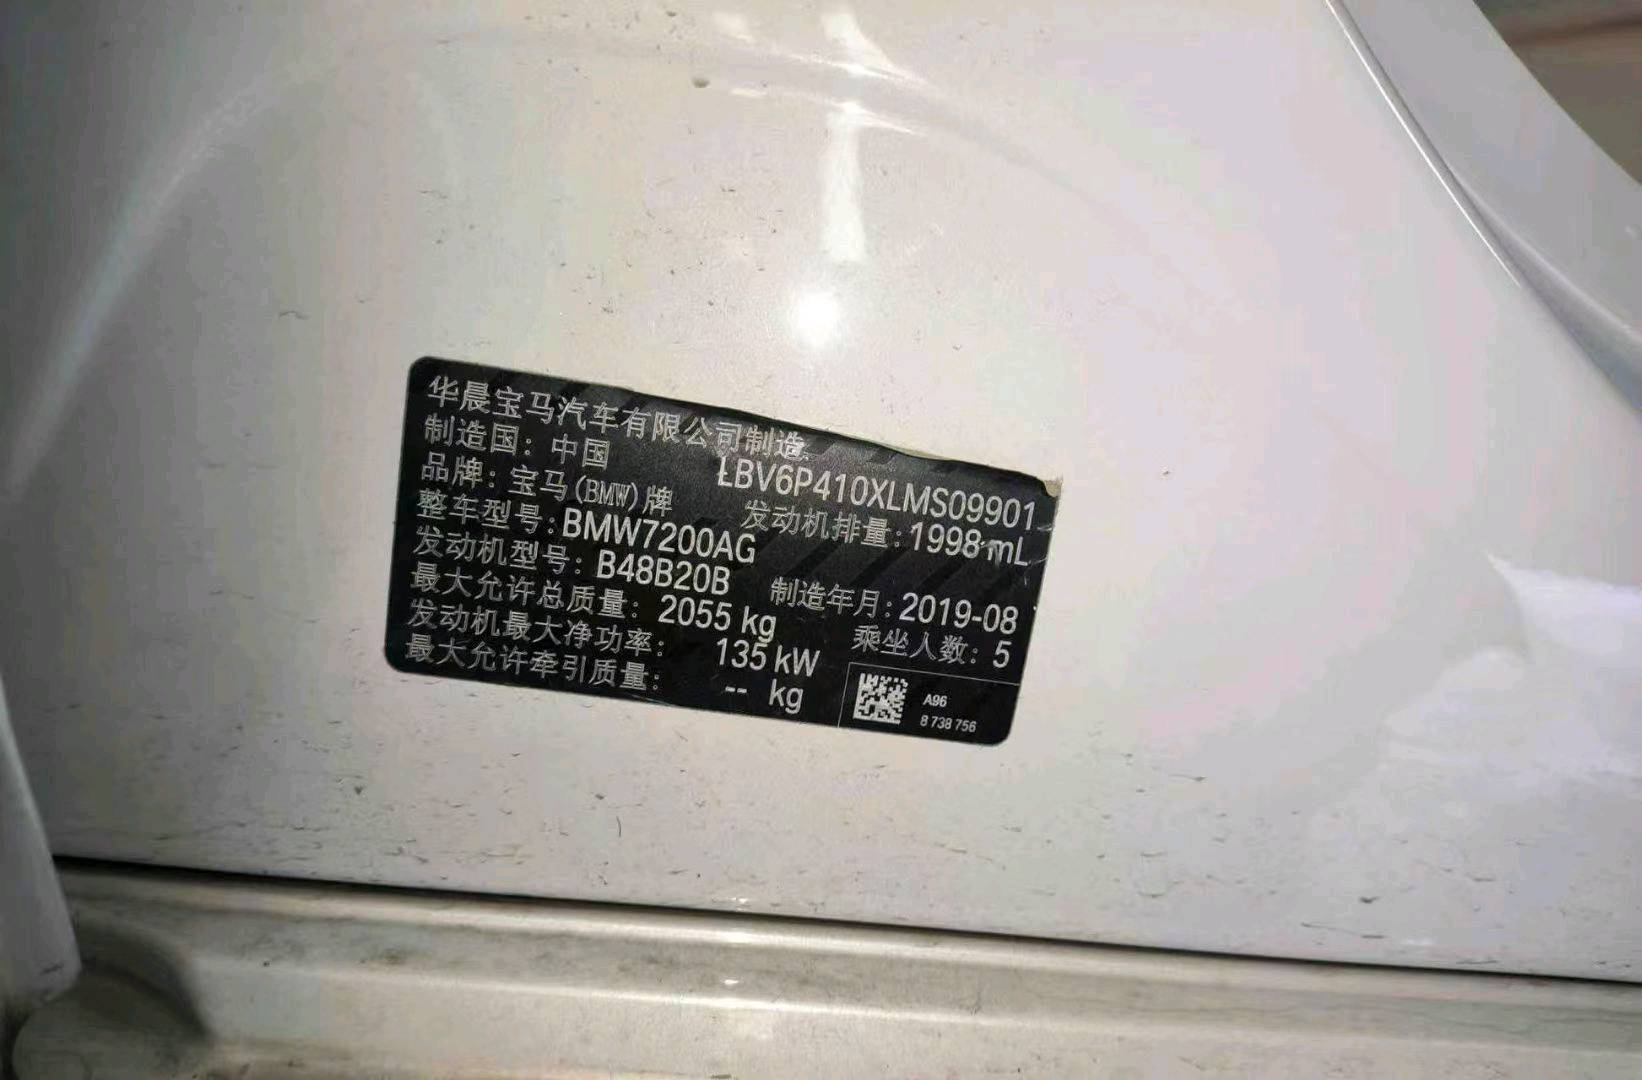 华晨宝马汽车有限公司制造
制造国：中国
LBV6P410XLMS09901
品牌：宝马(BMW)牌
发动机排量：1998 mL
整车型号：BMW7200AG
发动机型号：B48B20B
制造年月：2019-08
最大允许总质量：2055 kg
乘坐人数：5
发动机最大净功率：135 kW
最大允许牵引质量：-- kg
A96
8 738 756